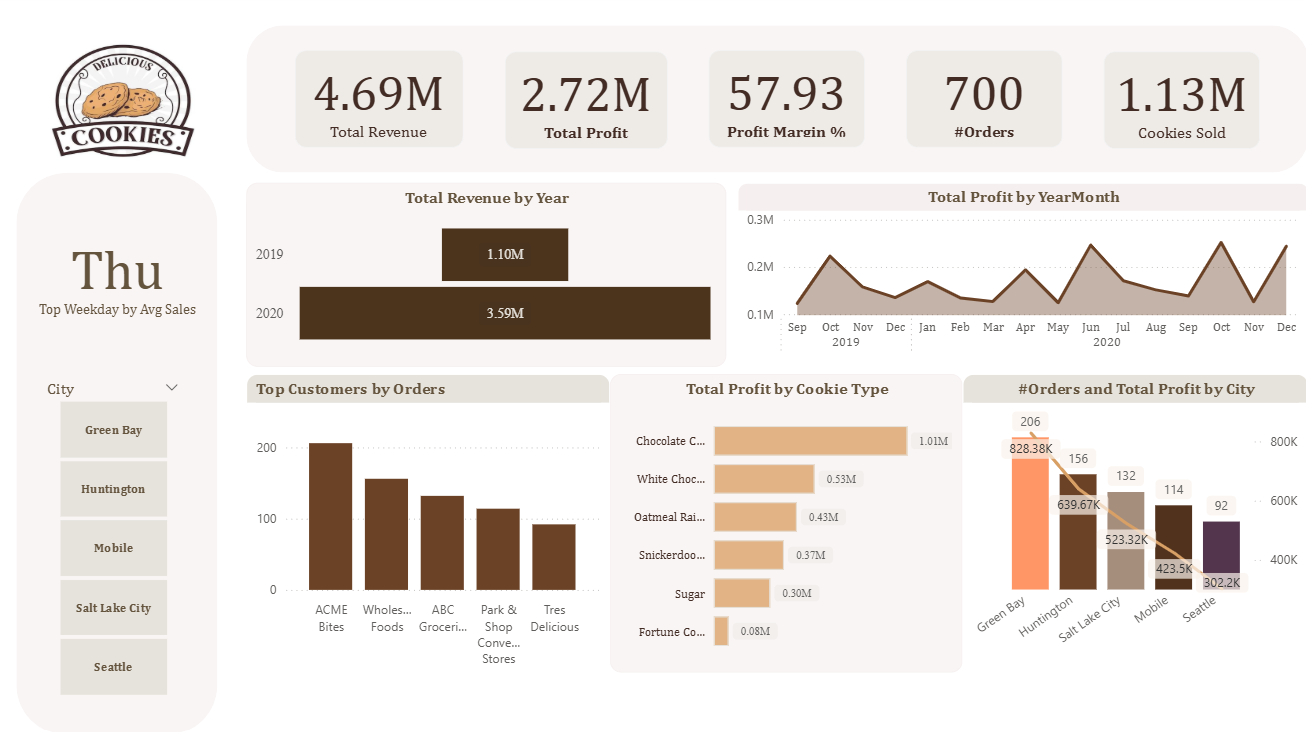 DELICIOUS
COOKIES
4.69M
Total Revenue
2.72M
Total Profit
57.93
Profit Margin %
700
#Orders
1.13M
Cookies Sold
Thu
Top Weekday by Avg Sales
City
Green Bay
Huntington
Mobile
Salt Lake City
Seattle
Total Revenue by Year
2019
1.10M
2020
3.59M
Total Profit by YearMonth
0.3M
0.2M
0.1M
Sep Oct Nov Dec Jan Feb Mar Apr May Jun Jul Aug Sep Oct Nov Dec
2019 2020
Top Customers by Orders
200
100
0
ACME
Bites
Wholes...
Foods
ABC
Groceri...
Park &
Shop
Conve...
Stores
Tres
Delicious
Total Profit by Cookie Type
Chocolate C... 1.01M
White Choc... 0.53M
Oatmeal Rai... 0.43M
Snickerdoo... 0.37M
Sugar 0.30M
Fortune Co... 0.08M
#Orders and Total Profit by City
206
156
132
114
92
828.38K
639.67K
523.32K
423.5K
302.2K
800K
600K
400K
Green Bay
Huntington
Salt Lake City
Mobile
Seattle